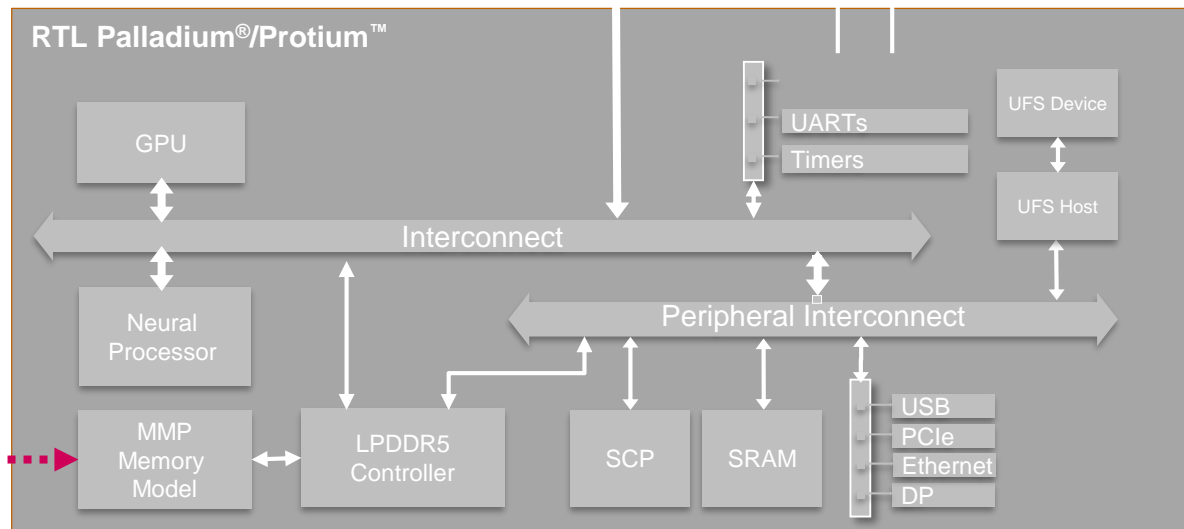 RTL Palladium®/Protium™
GPU
UARTs
Timers
UFS Device
UFS Host
Interconnect
Peripheral Interconnect
Neural
Processor
MMP
Memory
Model
LPDDR5
Controller
SCP
SRAM
USB
PCIe
Ethernet
DP